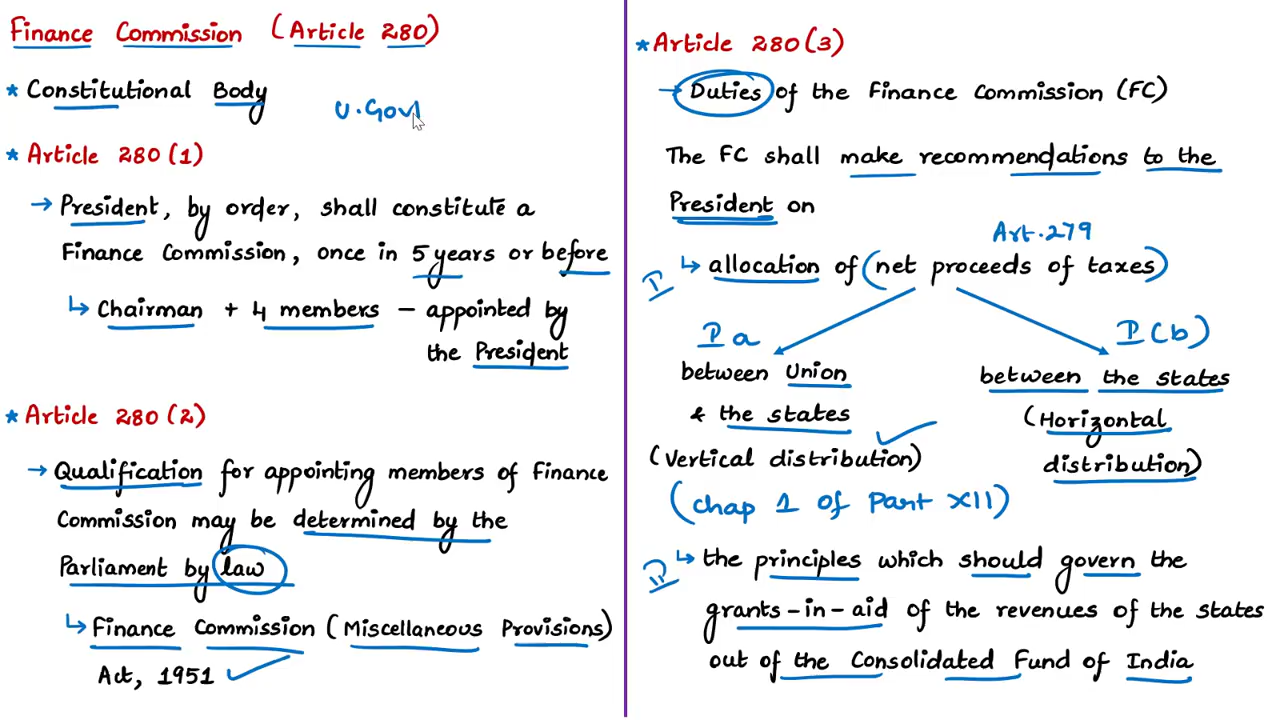 Finance Commission (Article 280)
* Constitutional Body
U.Govt
* Article 280(1)
→ President, by order, shall constitute a
Finance Commission, once in 5 years or before
↳ Chairman + 4 members – appointed by
the President
* Article 280(2)
→ Qualification for appointing members of Finance
Commission may be determined by the
Parliament by law
↳ Finance Commission (Miscellaneous Provisions)
Act, 1951
* Article 280(3)
→ Duties of the Finance Commission (FC)
The FC shall make recommendations to the
President on
Art.279
I ↳ allocation of (net proceeds of taxes)
I a
between Union
& the states
(Vertical distribution)
I (b)
between the states
(Horizontal
distribution)
(Chap 1 of Part XII)
II ↳ the principles which should govern the
grants-in-aid of the revenues of the states
out of the Consolidated Fund of India